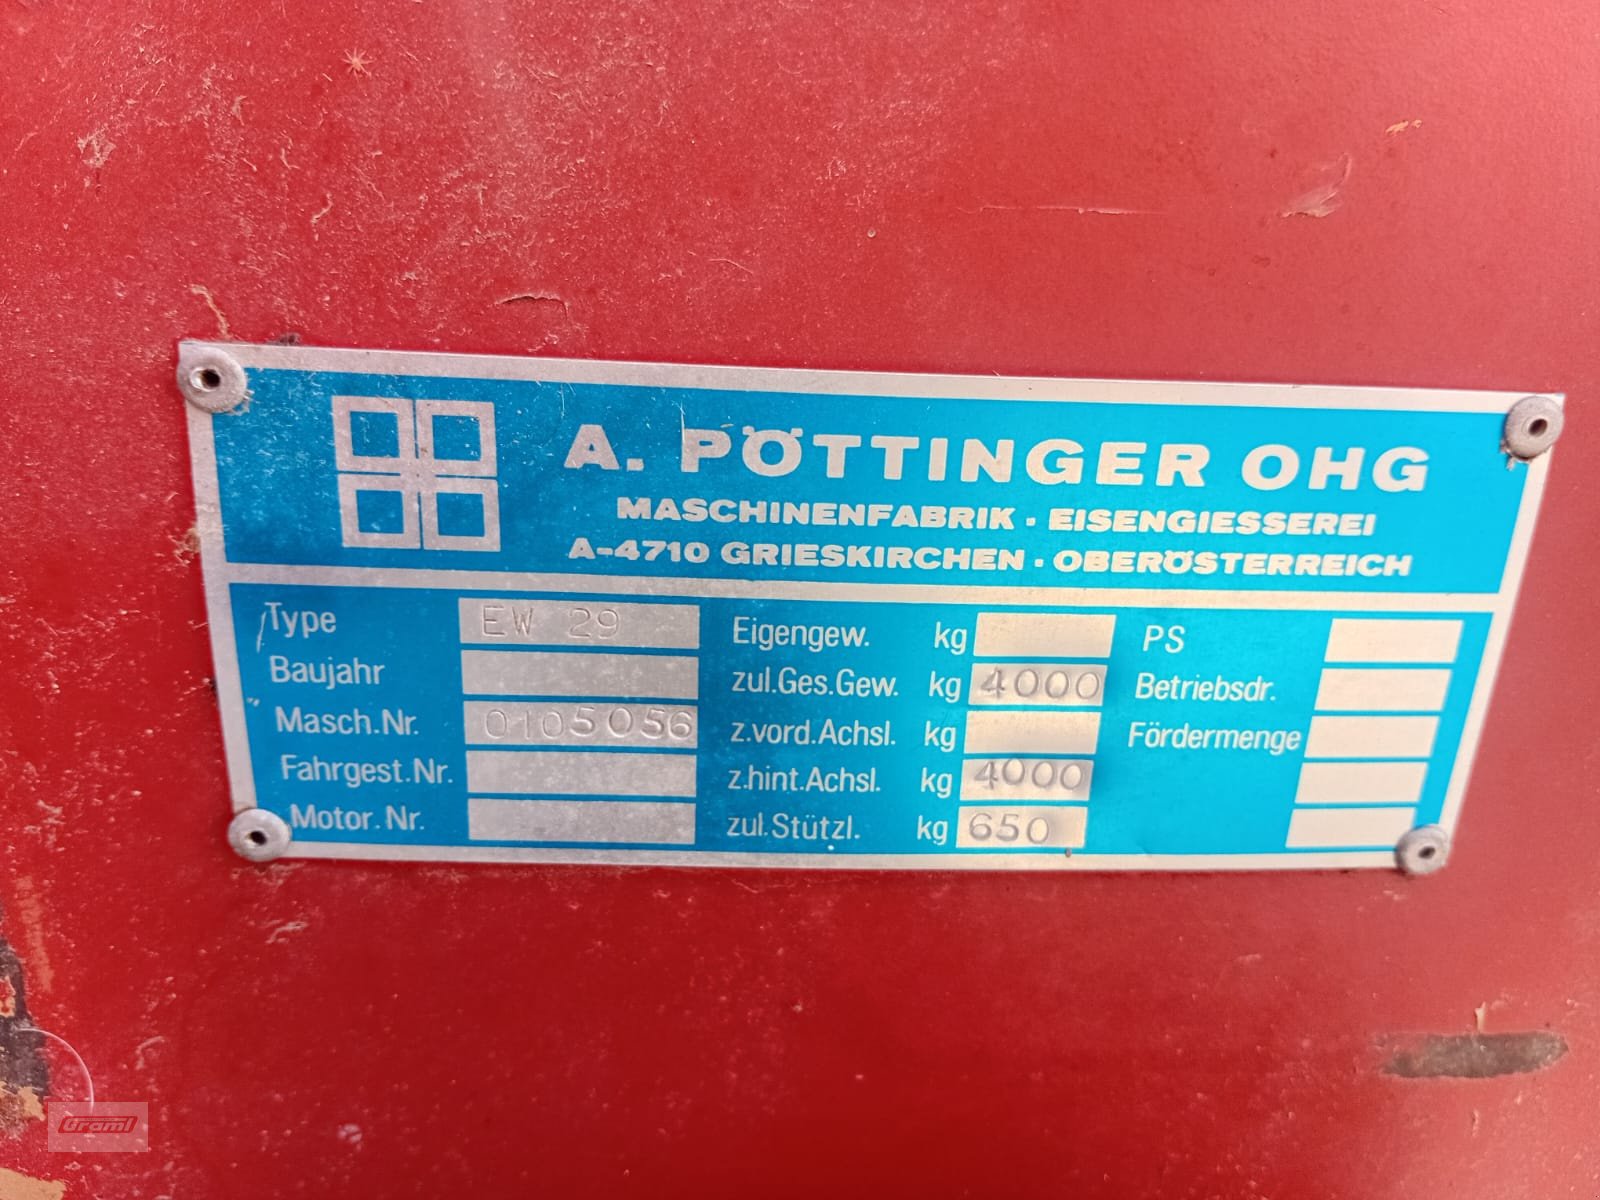 A. PÖTTINGER OHG
MASCHINENFABRIK · EISENGIESSEREI
A-4710 GRIESKIRCHEN · OBERÖSTERREICH
Type EW 29 Eigengew. kg PS
Baujahr zul.Ges.Gew. kg 4000 Betriebsdr.
Masch.Nr. 0105056 z.vord.Achsl. kg Fördermenge
Fahrgest.Nr. z.hint.Achsl. kg 4000
Motor.Nr. zul.Stützl. kg 650
Graml